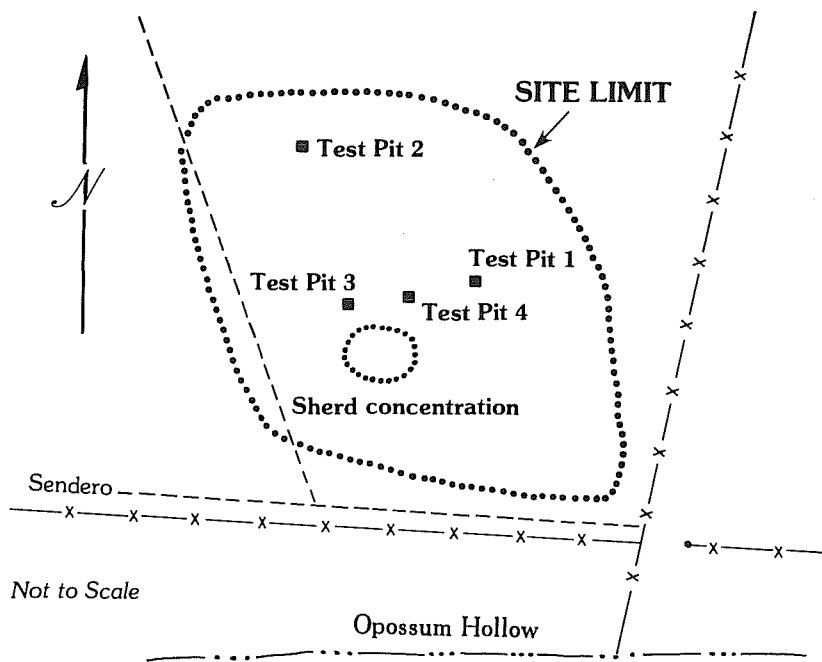 SITE LIMIT
Test Pit 2
N
Test Pit 1
Test Pit 3
Test Pit 4
Sherd concentration
Sendero
Not to Scale
Opossum Hollow